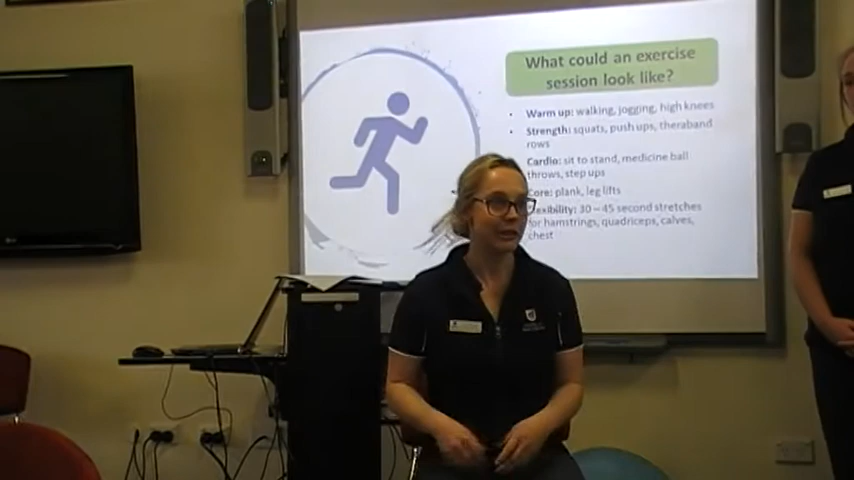 What could an exercise
session look like?
• Warm up: walking, jogging, high knees
• Strength: squats, push ups, theraband
rows
Cardio: sit to stand, medicine ball
throws, step ups
Core: plank, leg lifts
Flexibility: 30 – 45 second stretches
for hamstrings, quadriceps, calves,
chest
LG